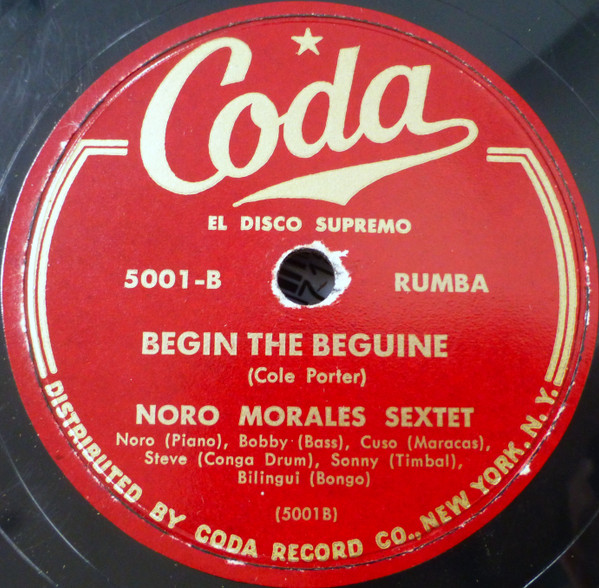 Coda
EL DISCO SUPREMO
5001-B
RUMBA
BEGIN THE BEGUINE
(Cole Porter)
NORO MORALES SEXTET
Noro (Piano), Bobby (Bass), Cuso (Maracas),
Steve (Conga Drum), Sonny (Timbal),
Bilingui (Bongo)
(5001B)
DISTRIBUTED BY CODA RECORD CO., NEW YORK. N. Y.